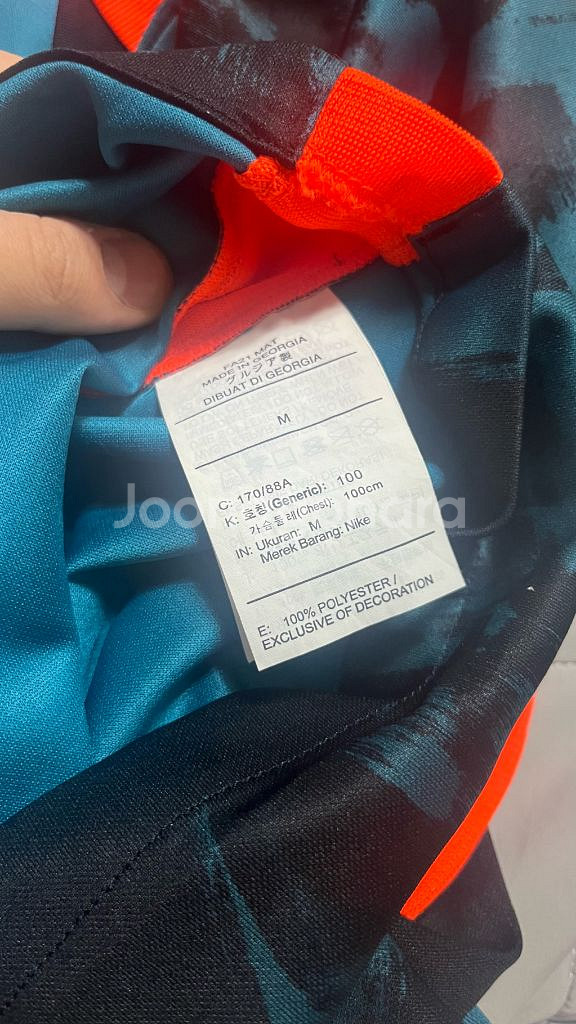 FA21 MAT
MADE IN GEORGIA
グルジア製
DIBUAT DI GEORGIA
M
C: 170/88A
K: 호칭(Generic): 100
가슴둘레(Chest): 100cm
IN: Ukuran: M
Merek Barang: Nike
E: 100% POLYESTER /
EXCLUSIVE OF DECORATION